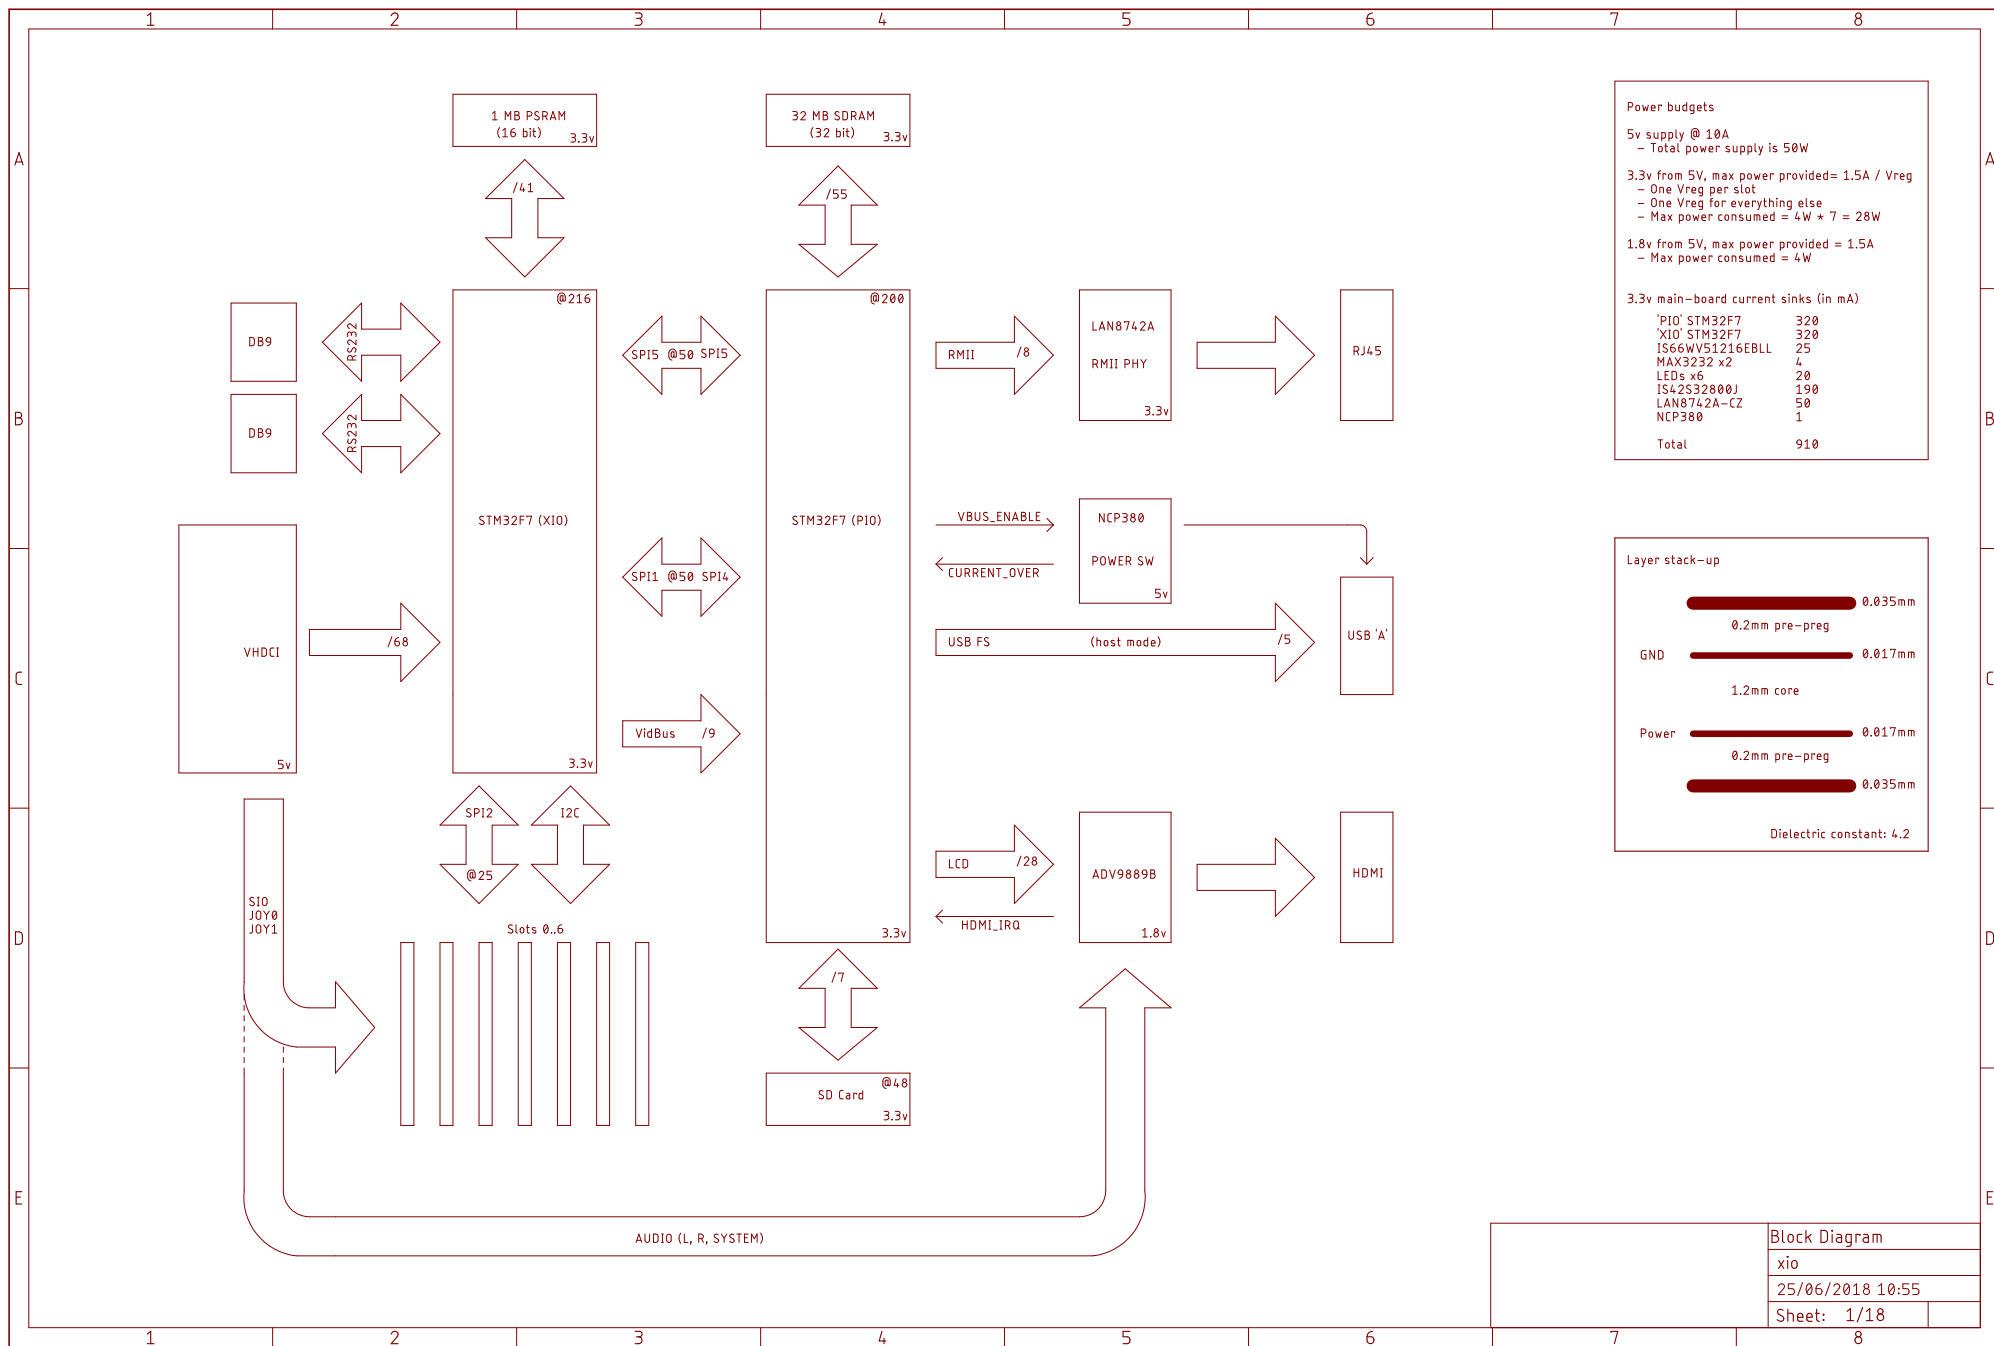 1 2 3 4 5 6 7 8
A
B
C
D
E
1 MB PSRAM
(16 bit)
3.3v
32 MB SDRAM
(32 bit)
3.3v
/41
/55
DB9
RS232
DB9
RS232
@216
STM32F7 (XIO)
3.3v
SPI5 @50 SPI5
SPI1 @50 SPI4
VidBus /9
@200
STM32F7 (PIO)
3.3v
RMII /8
LAN8742A
RMII PHY
3.3v
RJ45
VBUS_ENABLE
CURRENT_OVER
NCP380
POWER SW
5v
USB FS (host mode) /5
USB 'A'
VHDCI
5v
/68
SPI2
@25
I2C
LCD /28
HDMI_IRQ
ADV9889B
1.8v
HDMI
SIO
JOY0
JOY1
Slots 0..6
/7
@48
SD Card
3.3v
AUDIO (L, R, SYSTEM)
Power budgets
5v supply @ 10A
- Total power supply is 50W
3.3v from 5V, max power provided= 1.5A / Vreg
- One Vreg per slot
- One Vreg for everything else
- Max power consumed = 4W * 7 = 28W
1.8v from 5V, max power provided = 1.5A
- Max power consumed = 4W
3.3v main-board current sinks (in mA)
'PIO' STM32F7 320
'XIO' STM32F7 320
IS66WV51216EBLL 25
MAX3232 x2 4
LEDs x6 20
IS42S32800J 190
LAN8742A-CZ 50
NCP380 1
Total 910
Layer stack-up
0.035mm
0.2mm pre-preg
GND 0.017mm
1.2mm core
Power 0.017mm
0.2mm pre-preg
0.035mm
Dielectric constant: 4.2
A
B
C
D
E
Block Diagram
xio
25/06/2018 10:55
Sheet: 1/18
1 2 3 4 5 6 7 8